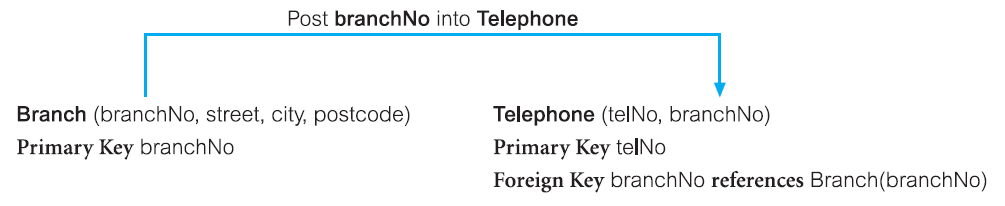 Post branchNo into Telephone
Branch (branchNo, street, city, postcode)
Primary Key branchNo
Telephone (telNo, branchNo)
Primary Key telNo
Foreign Key branchNo references Branch(branchNo)